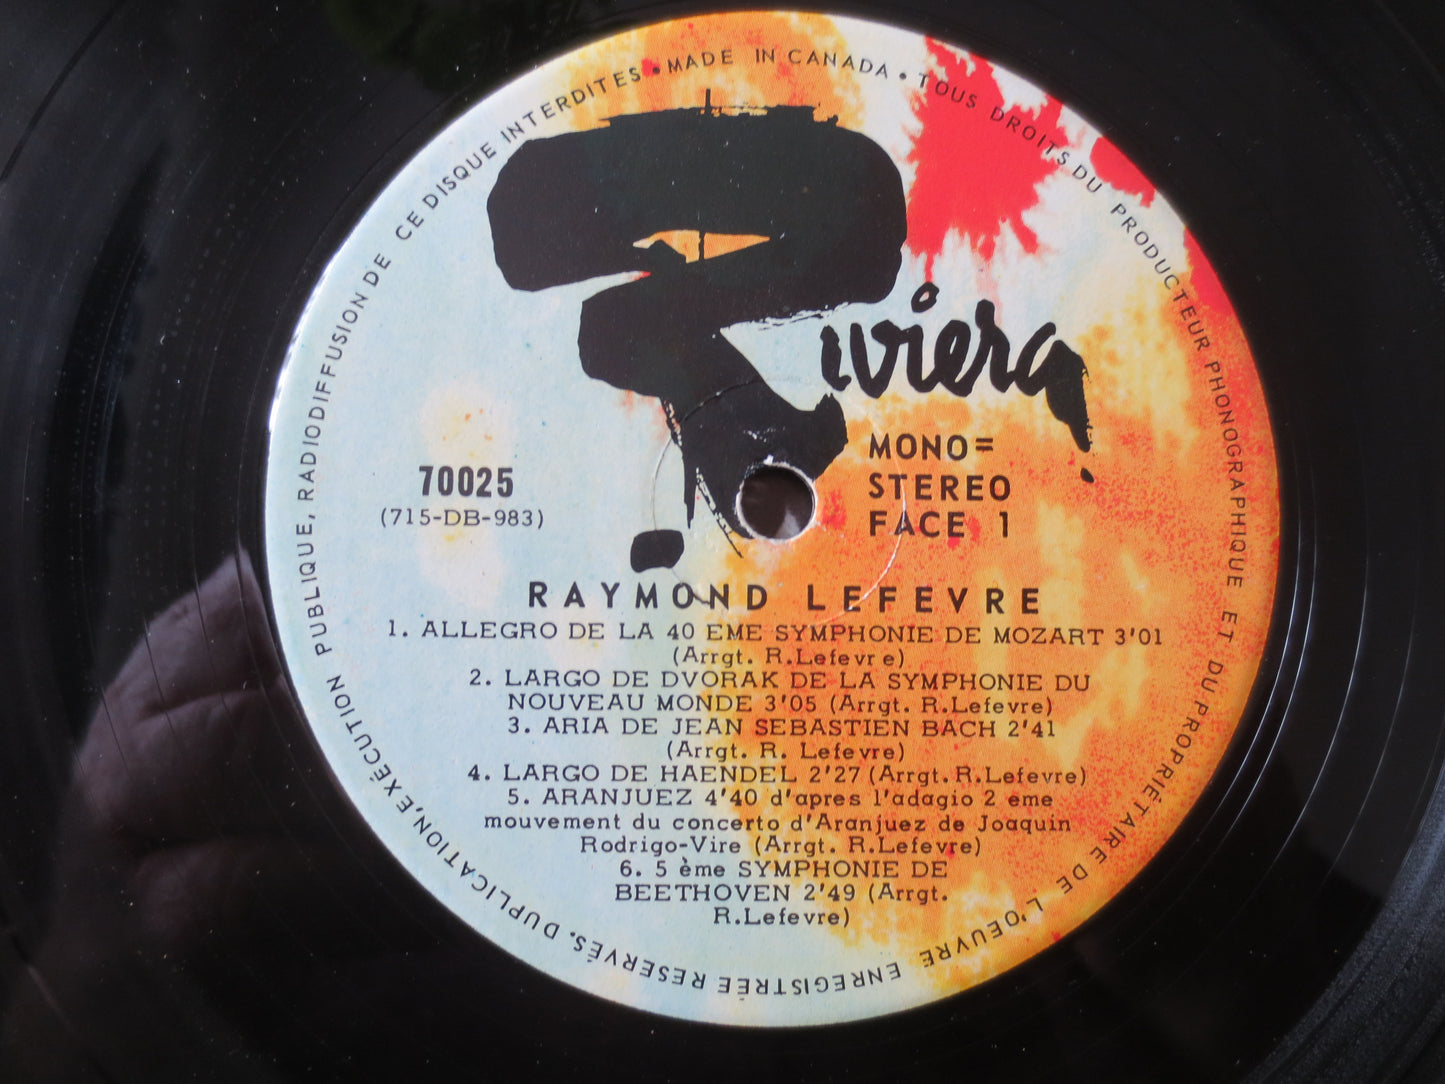 MADE IN CANADA • TOUS DROITS DU PRODUCTEUR PHONOGRAPHIQUE ET DU PROPRIÉTAIRE DE L'OEUVRE ENREGISTRÉE RESERVÉS. DUPLICATION, EXÉCUTION PUBLIQUE, RADIODIFFUSION DE CE DISQUE INTERDITES •
Riviera
MONO=
STEREO
FACE 1
70025
(715-DB-983)
RAYMOND LEFEVRE
1. ALLEGRO DE LA 40 EME SYMPHONIE DE MOZART 3'01
(Arrgt. R.Lefevre)
2. LARGO DE DVORAK DE LA SYMPHONIE DU
NOUVEAU MONDE 3'05 (Arrgt. R.Lefevre)
3. ARIA DE JEAN SEBASTIEN BACH 2'41
(Arrgt. R. Lefevre)
4. LARGO DE HAENDEL 2'27 (Arrgt. R.Lefevre)
5. ARANJUEZ 4'40 d'apres l'adagio 2 eme
mouvement du concerto d'Aranjuez de Joaquin
Rodrigo-Vire (Arrgt. R.Lefevre)
6. 5 ème SYMPHONIE DE
BEETHOVEN 2'49 (Arrgt.
R.Lefevre)